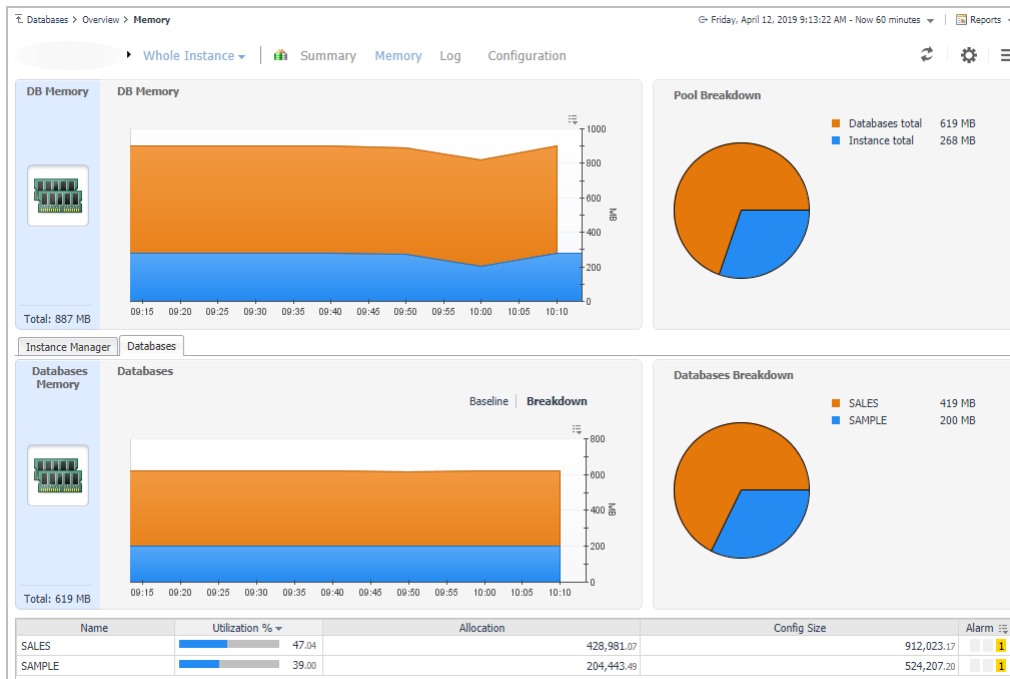 Databases > Overview > Memory
Friday, April 12, 2019 9:13:22 AM - Now 60 minutes
Reports
Whole Instance
Summary
Memory
Log
Configuration
DB Memory
Total: 887 MB
DB Memory
1000
800
600
400
200
0
MB
09:15 09:20 09:25 09:30 09:35 09:40 09:45 09:50 09:55 10:00 10:05 10:10
Pool Breakdown
Databases total 619 MB
Instance total 268 MB
Instance Manager
Databases
Databases
Memory
Total: 619 MB
Databases
Baseline | Breakdown
800
600
400
200
0
MB
09:15 09:20 09:25 09:30 09:35 09:40 09:45 09:50 09:55 10:00 10:05 10:10
Databases Breakdown
SALES 419 MB
SAMPLE 200 MB
Name Utilization % Allocation Config Size Alarm
SALES 47.04 428,981.07 912,023.17 1
SAMPLE 39.00 204,443.49 524,207.20 1